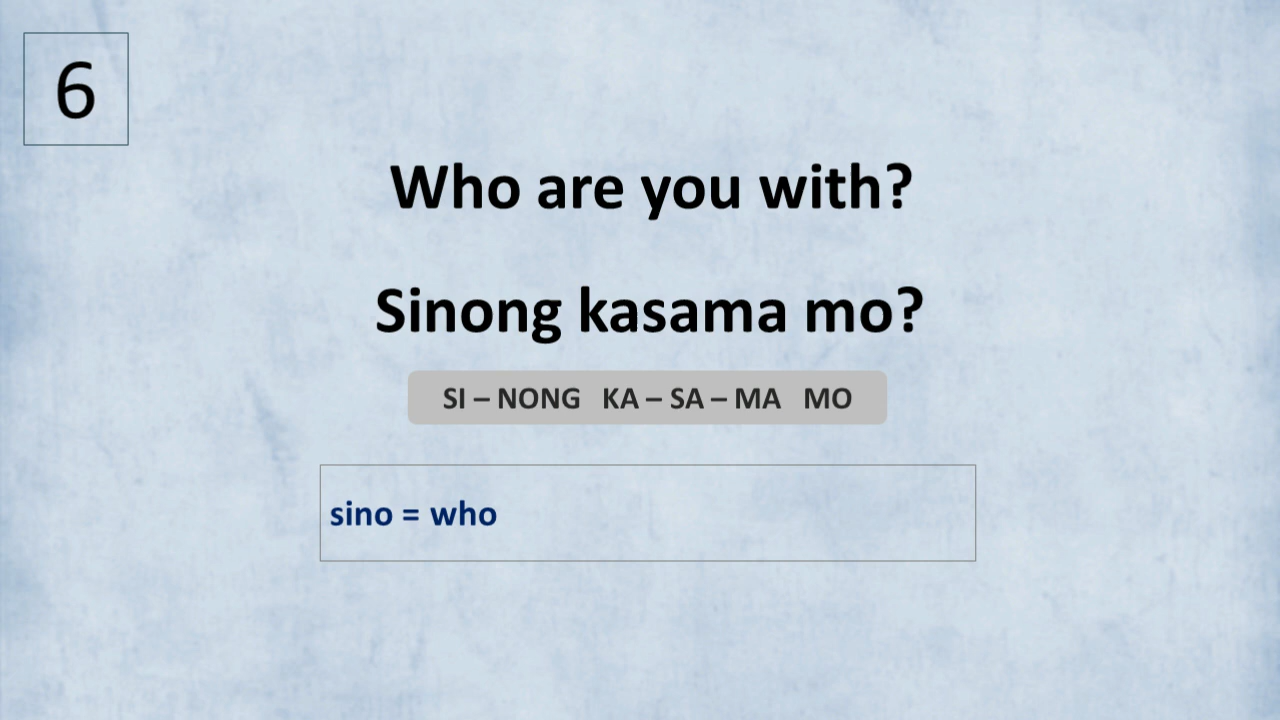 6
Who are you with?
Sinong kasama mo?
SI – NONG   KA – SA – MA   MO
sino = who